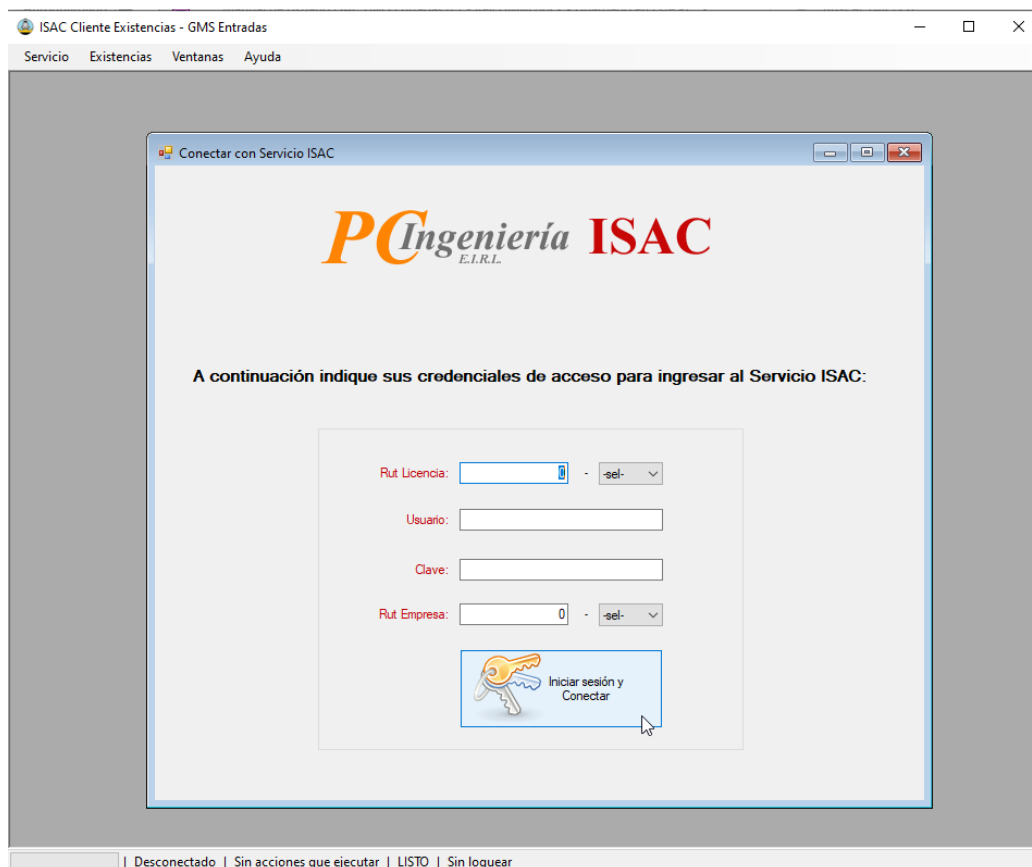 ISAC Cliente Existencias - GMS Entradas
Servicio Existencias Ventanas Ayuda
Conectar con Servicio ISAC
PCIngeniería ISAC
E.I.R.L.
A continuación indique sus credenciales de acceso para ingresar al Servicio ISAC:
Rut Licencia: 0 - -sel-
Usuario:
Clave:
Rut Empresa: 0 - -sel-
Iniciar sesión y
Conectar
| Desconectado | Sin acciones que ejecutar | LISTO | Sin loguear